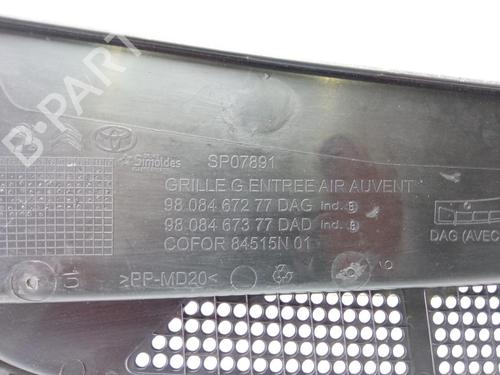 B-PARTS
Simoldes
SP07891
GRILLE G ENTREE AIR AUVENT
98 084 672 77 DAG Ind. B
98 084 673 77 DAD Ind. B
COFOR 84515N 01
DAG (AVEC
>PP-MD20<
10